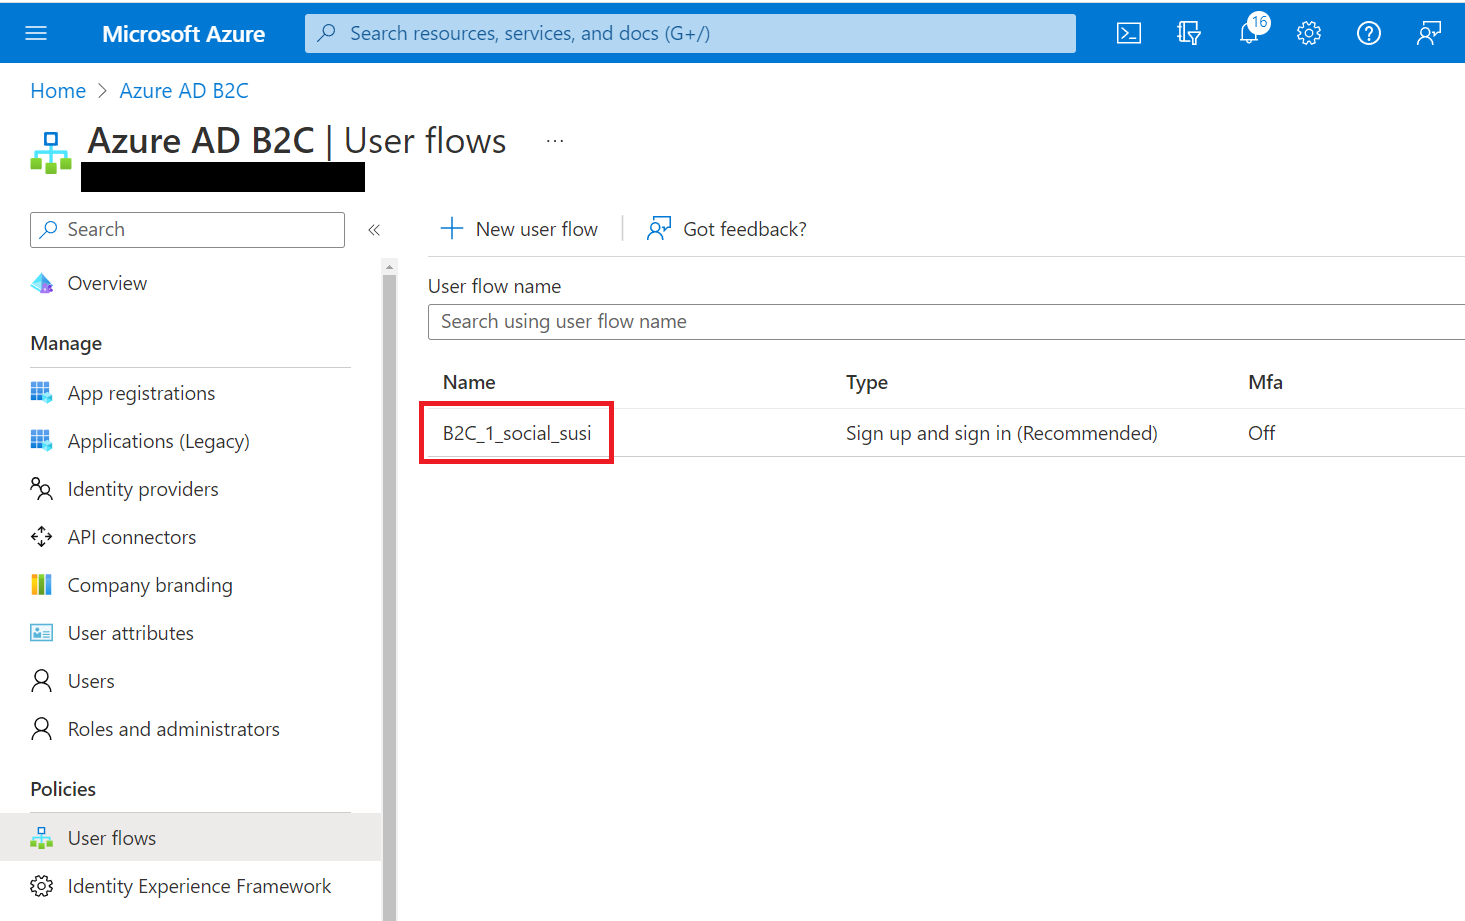 Microsoft Azure
Search resources, services, and docs (G+/)
16
Home > Azure AD B2C
Azure AD B2C | User flows ...
Search
«
New user flow
Got feedback?
Overview
User flow name
Search using user flow name
Manage
Name Type Mfa
App registrations
B2C_1_social_susi Sign up and sign in (Recommended) Off
Applications (Legacy)
Identity providers
API connectors
Company branding
User attributes
Users
Roles and administrators
Policies
User flows
Identity Experience Framework